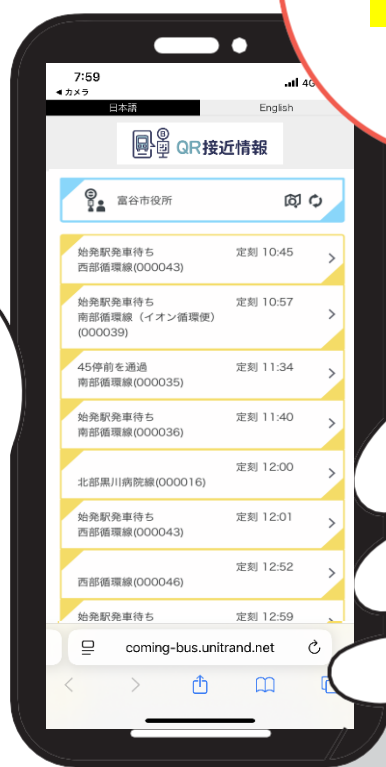 7:59
4G
◀ カメラ
日本語
English
QR接近情報
富谷市役所
始発駅発車待ち 定刻 10:45
西部循環線(000043)
始発駅発車待ち 定刻 10:57
南部循環線（イオン循環便）
(000039)
45停前を通過 定刻 11:34
南部循環線(000035)
始発駅発車待ち 定刻 11:40
南部循環線(000036)
定刻 12:00
北部黒川病院線(000016)
始発駅発車待ち 定刻 12:01
西部循環線(000043)
定刻 12:52
西部循環線(000046)
始発駅発車待ち 定刻 12:59
coming-bus.unitrand.net